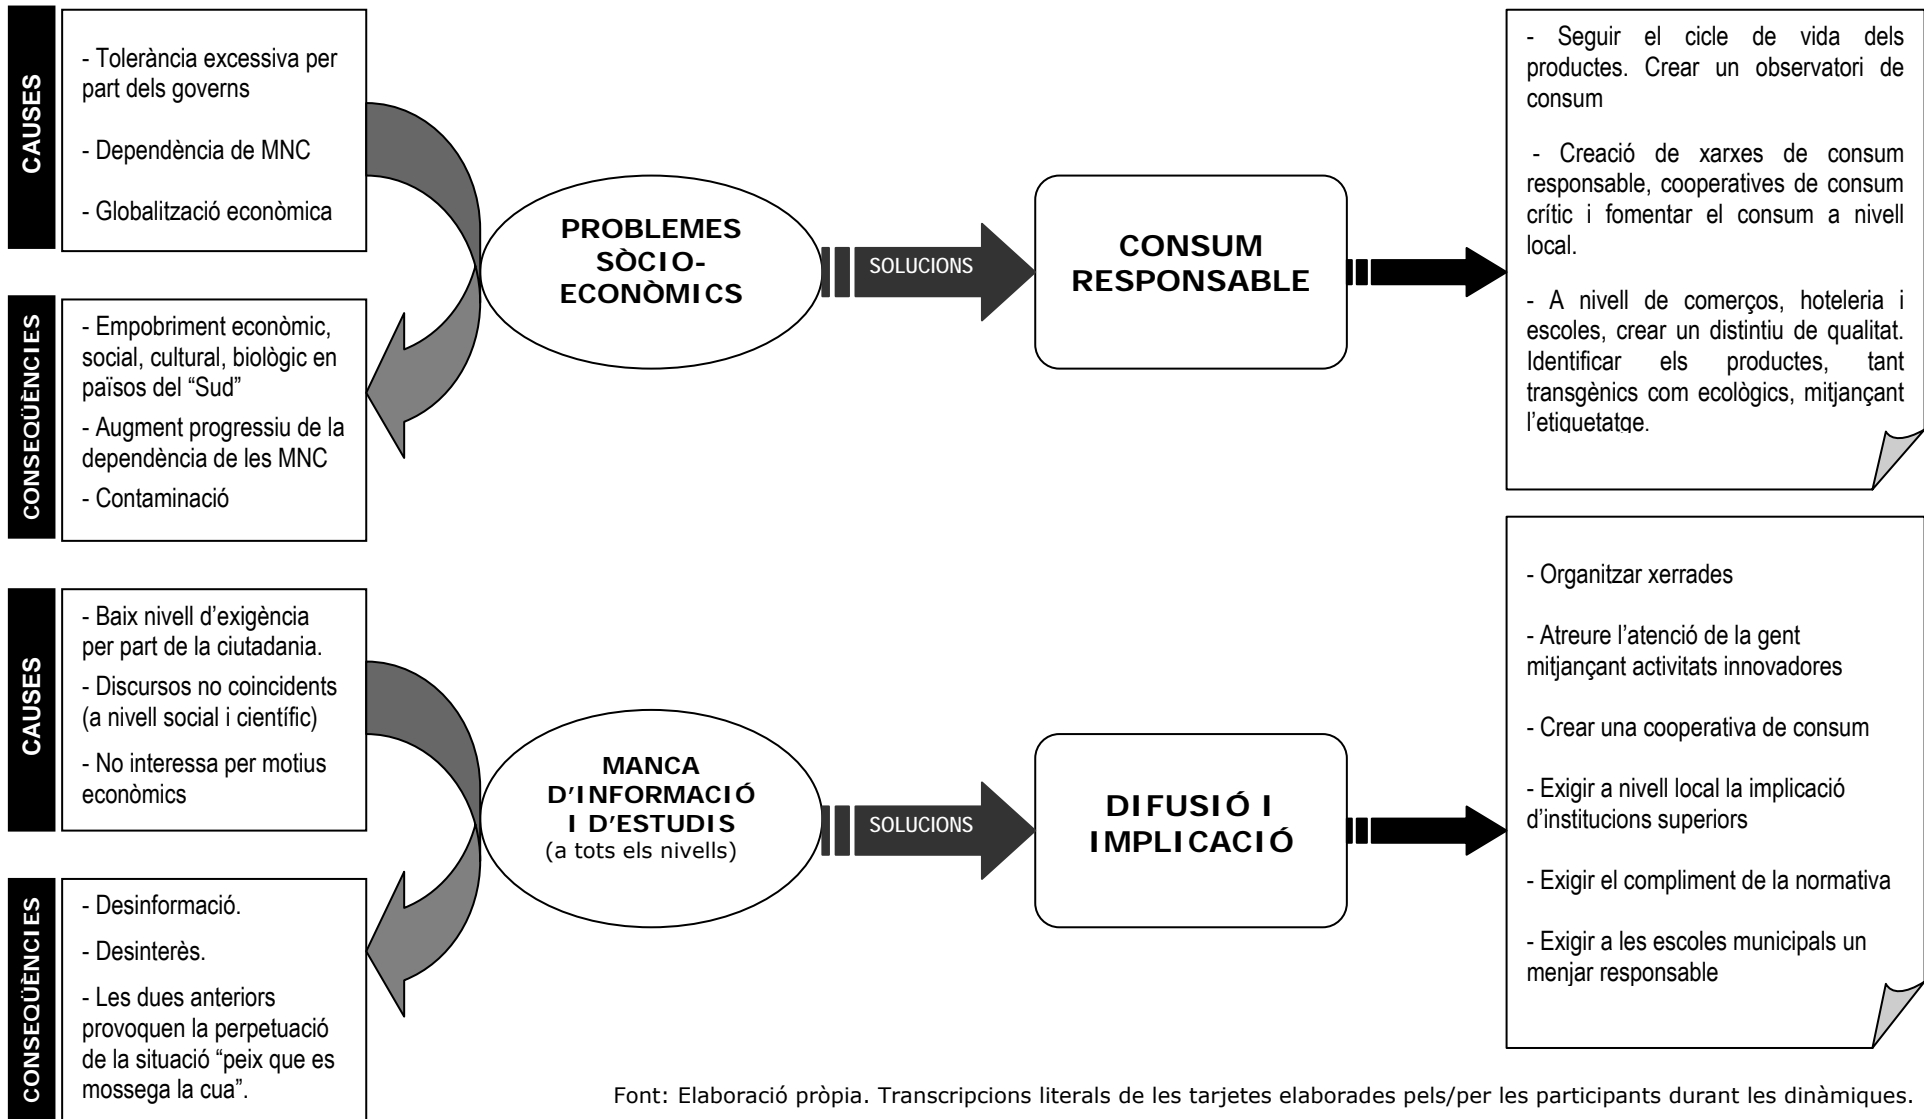 CAUSES
- Tolerància excessiva per
part dels governs
- Dependència de MNC
- Globalització econòmica
CONSEQÜÈNCIES
- Empobriment econòmic,
social, cultural, biològic en
països del “Sud”
- Augment progressiu de la
dependència de les MNC
- Contaminació
PROBLEMES
SÒCIO-
ECONÒMICS
SOLUCIONS
CONSUM
RESPONSABLE
- Seguir el cicle de vida dels
productes. Crear un observatori de
consum
- Creació de xarxes de consum
responsable, cooperatives de consum
crític i fomentar el consum a nivell
local.
- A nivell de comerços, hoteleria i
escoles, crear un distintiu de qualitat.
Identificar els productes, tant
transgènics com ecològics, mitjançant
l’etiquetatge.
CAUSES
- Baix nivell d’exigència
per part de la ciutadania.
- Discursos no coincidents
(a nivell social i científic)
- No interessa per motius
econòmics
CONSEQÜÈNCIES
- Desinformació.
- Desinterès.
- Les dues anteriors
provoquen la perpetuació
de la situació “peix que es
mossega la cua”.
MANCA
D’INFORMACIÓ
I D’ESTUDIS
(a tots els nivells)
SOLUCIONS
DIFUSIÓ I
IMPLICACIÓ
- Organitzar xerrades
- Atreure l’atenció de la gent
mitjançant activitats innovadores
- Crear una cooperativa de consum
- Exigir a nivell local la implicació
d’institucions superiors
- Exigir el compliment de la normativa
- Exigir a les escoles municipals un
menjar responsable
Font: Elaboració pròpia. Transcripcions literals de les tarjetes elaborades pels/per les participants durant les dinàmiques.